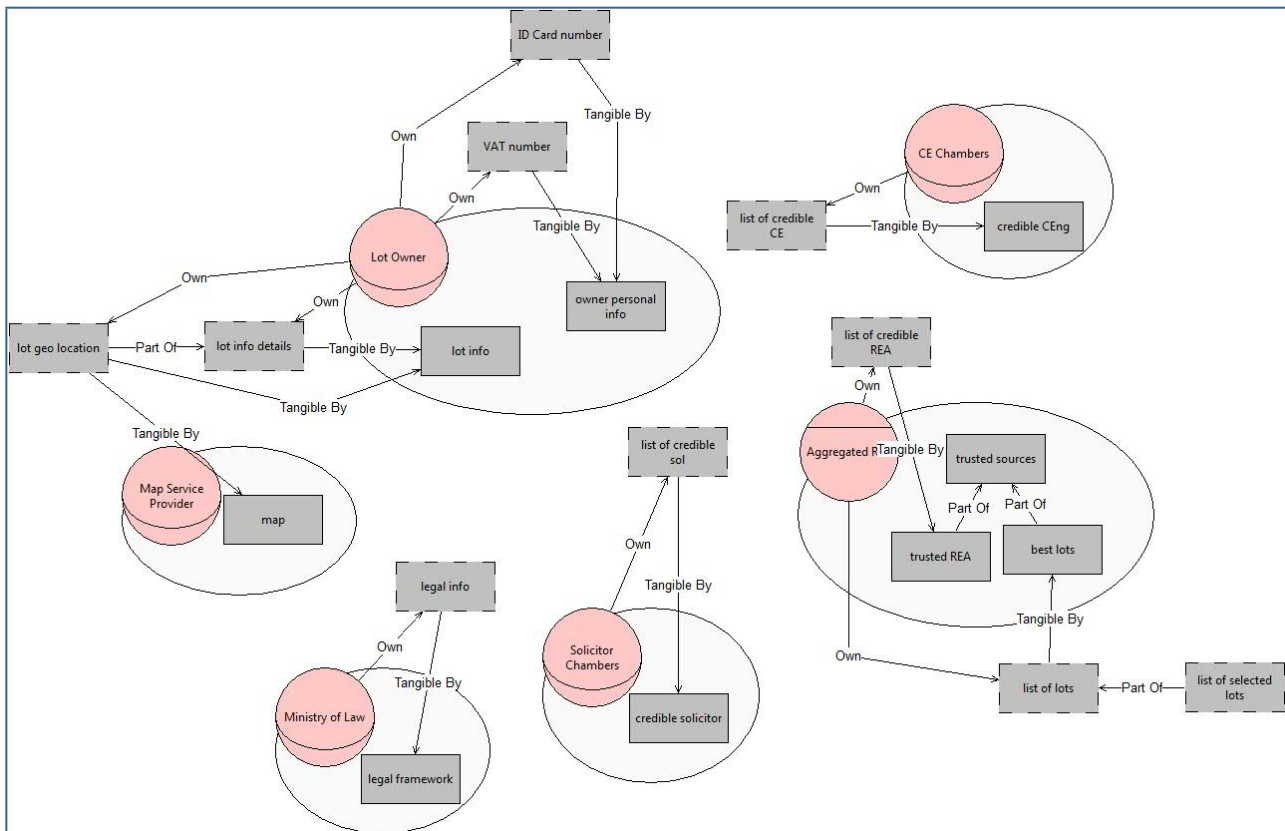 ID Card number
Own
Tangible By
VAT number
Own
Tangible By
CE Chambers
Own
list of credible
CE
Tangible By
credible CEng
Lot Owner
Own
Own
owner personal
info
lot geo location
Part Of
lot info details
Tangible By
lot info
Tangible By
Tangible By
Map Service
Provider
map
list of credible
REA
Own
Aggregated
Tangible By
trusted sources
Part Of
Part Of
trusted REA
best lots
Tangible By
Own
list of lots
Part Of
list of selected
lots
list of credible
sol
Own
Tangible By
Solicitor
Chambers
credible solicitor
legal info
Own
Tangible By
Ministry of Law
legal framework